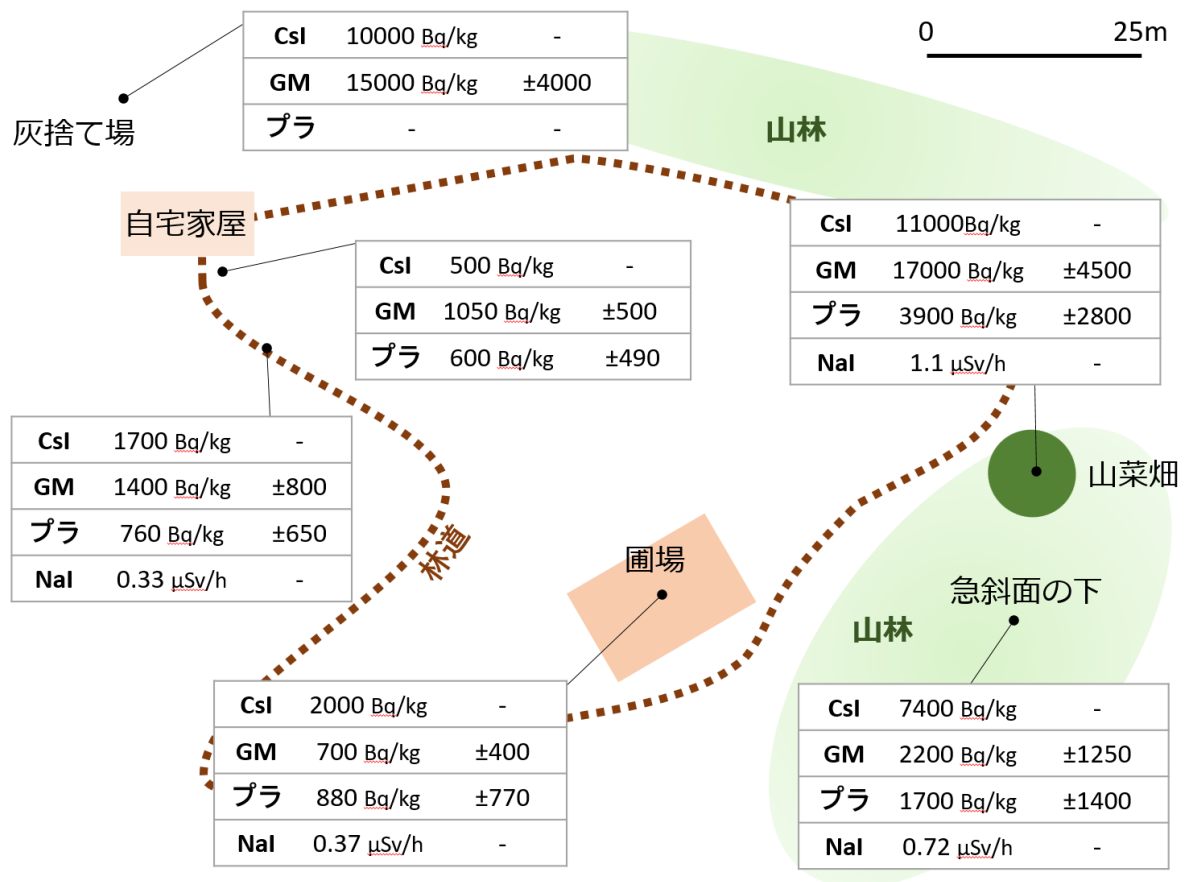 0 25m
CsI 10000 Bq/kg -
GM 15000 Bq/kg ±4000
プラ - -
灰捨て場
山林
自宅家屋
CsI 11000Bq/kg -
GM 17000 Bq/kg ±4500
プラ 3900 Bq/kg ±2800
NaI 1.1 μSv/h -
CsI 500 Bq/kg -
GM 1050 Bq/kg ±500
プラ 600 Bq/kg ±490
CsI 1700 Bq/kg -
GM 1400 Bq/kg ±800
プラ 760 Bq/kg ±650
NaI 0.33 μSv/h -
山菜畑
林道
圃場
急斜面の下
山林
CsI 2000 Bq/kg -
GM 700 Bq/kg ±400
プラ 880 Bq/kg ±770
NaI 0.37 μSv/h -
CsI 7400 Bq/kg -
GM 2200 Bq/kg ±1250
プラ 1700 Bq/kg ±1400
NaI 0.72 μSv/h -